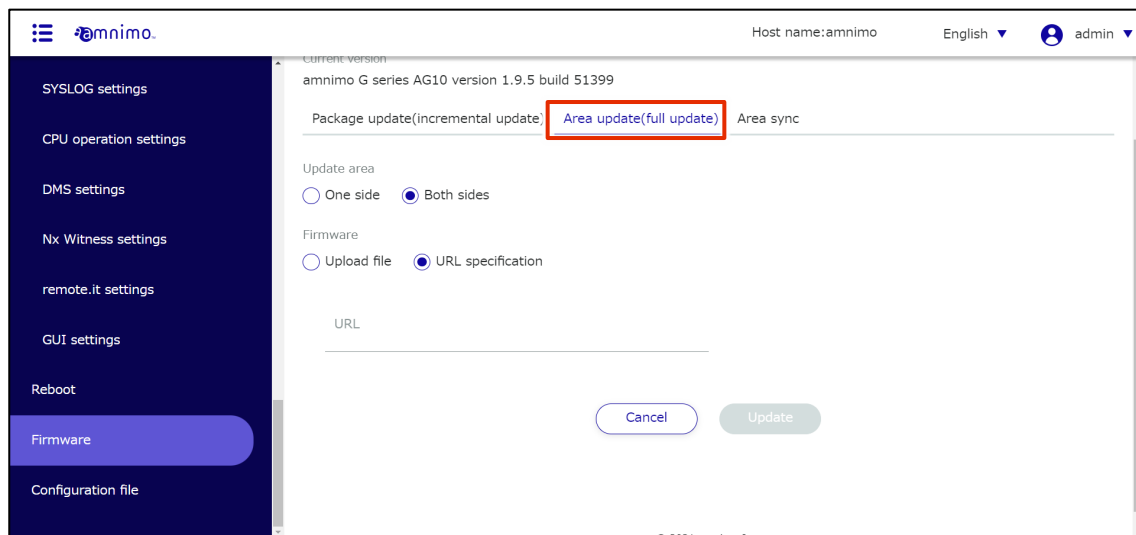 amnimo
Host name:amnimo
English ▼
admin ▼
SYSLOG settings
CPU operation settings
DMS settings
Nx Witness settings
remote.it settings
GUI settings
Reboot
Firmware
Configuration file
Current version
amnimo G series AG10 version 1.9.5 build 51399
Package update(incremental update) Area update(full update) Area sync
Update area
One side Both sides
Firmware
Upload file URL specification
URL
Cancel Update